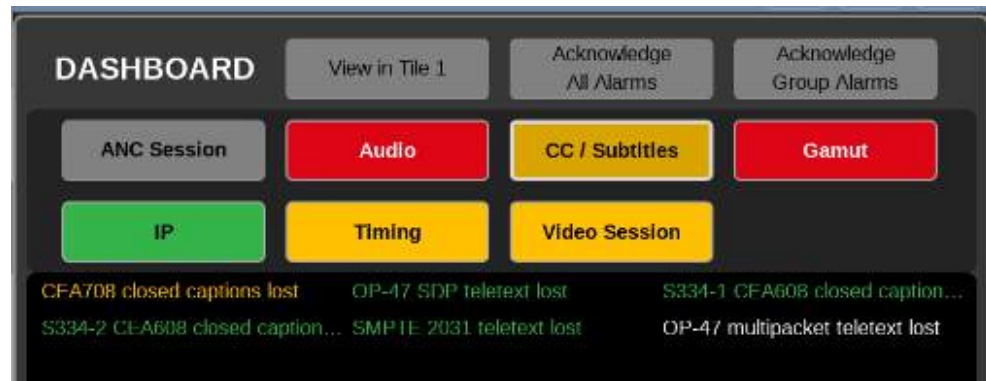 DASHBOARD
View in Tile 1
Acknowledge
All Alarms
Acknowledge
Group Alarms
ANC Session
Audio
CC / Subtitles
Gamut
IP
Timing
Video Session
CEA708 closed captions lost
OP-47 SDP teletext lost
S334-1 CEA608 closed caption...
S334-2 CEA608 closed caption...
SMPTE 2031 teletext lost
OP-47 multipacket teletext lost